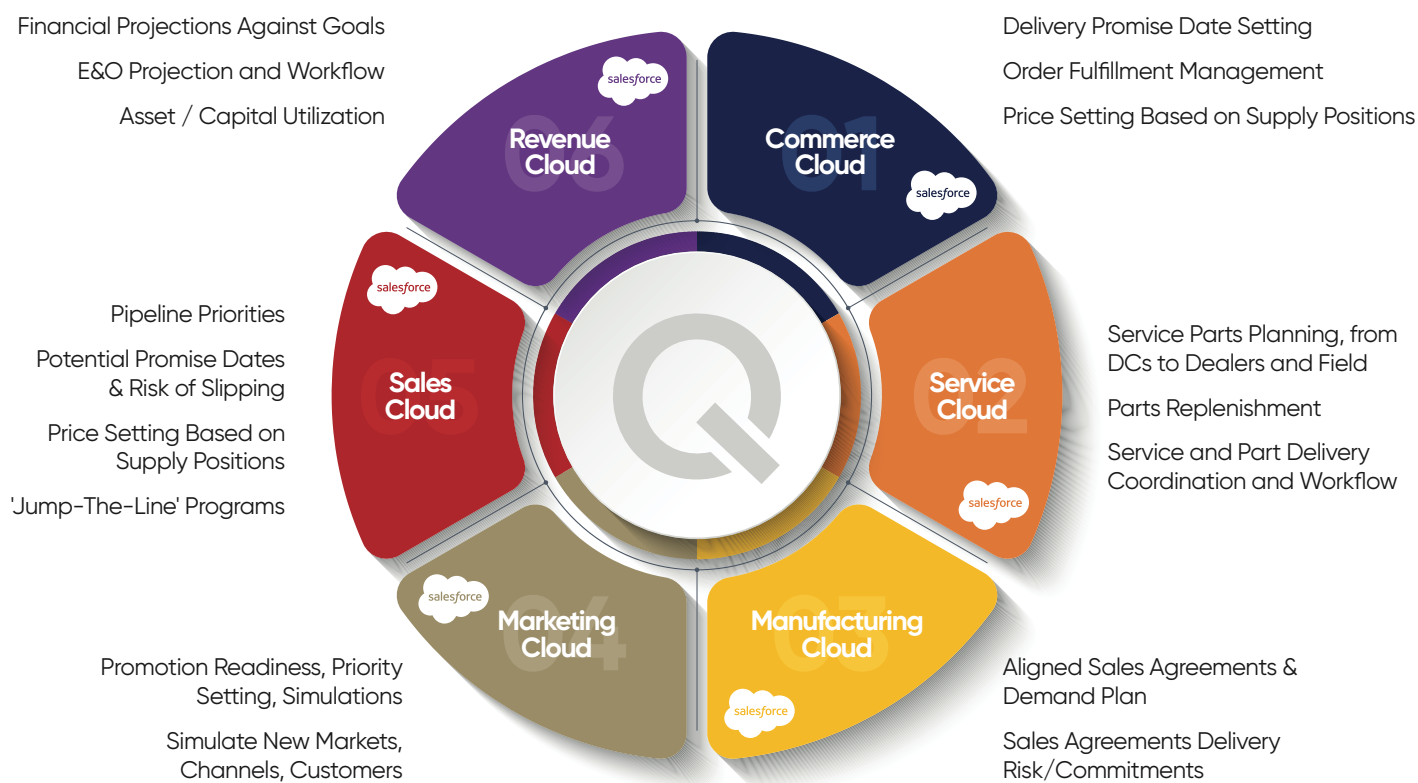 Financial Projections Against Goals
E&O Projection and Workflow
Asset / Capital Utilization
salesforce
06
Revenue
Cloud
Delivery Promise Date Setting
Order Fulfillment Management
Price Setting Based on Supply Positions
01
Commerce
Cloud
salesforce
Service Parts Planning, from
DCs to Dealers and Field
Parts Replenishment
Service and Part Delivery
Coordination and Workflow
02
Service
Cloud
salesforce
Aligned Sales Agreements &
Demand Plan
Sales Agreements Delivery
Risk/Commitments
03
Manufacturing
Cloud
salesforce
Promotion Readiness, Priority
Setting, Simulations
Simulate New Markets,
Channels, Customers
salesforce
04
Marketing
Cloud
Pipeline Priorities
Potential Promise Dates
& Risk of Slipping
Price Setting Based on
Supply Positions
'Jump-The-Line' Programs
salesforce
05
Sales
Cloud
Q